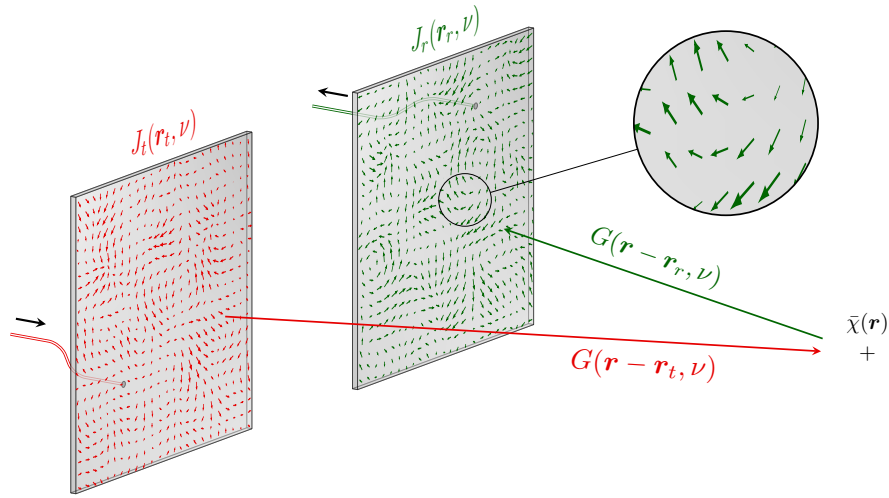 J_r(r_r, ν)
J_t(r_t, ν)
G(r − r_r, ν)
χ̄(r)
+
G(r − r_t, ν)